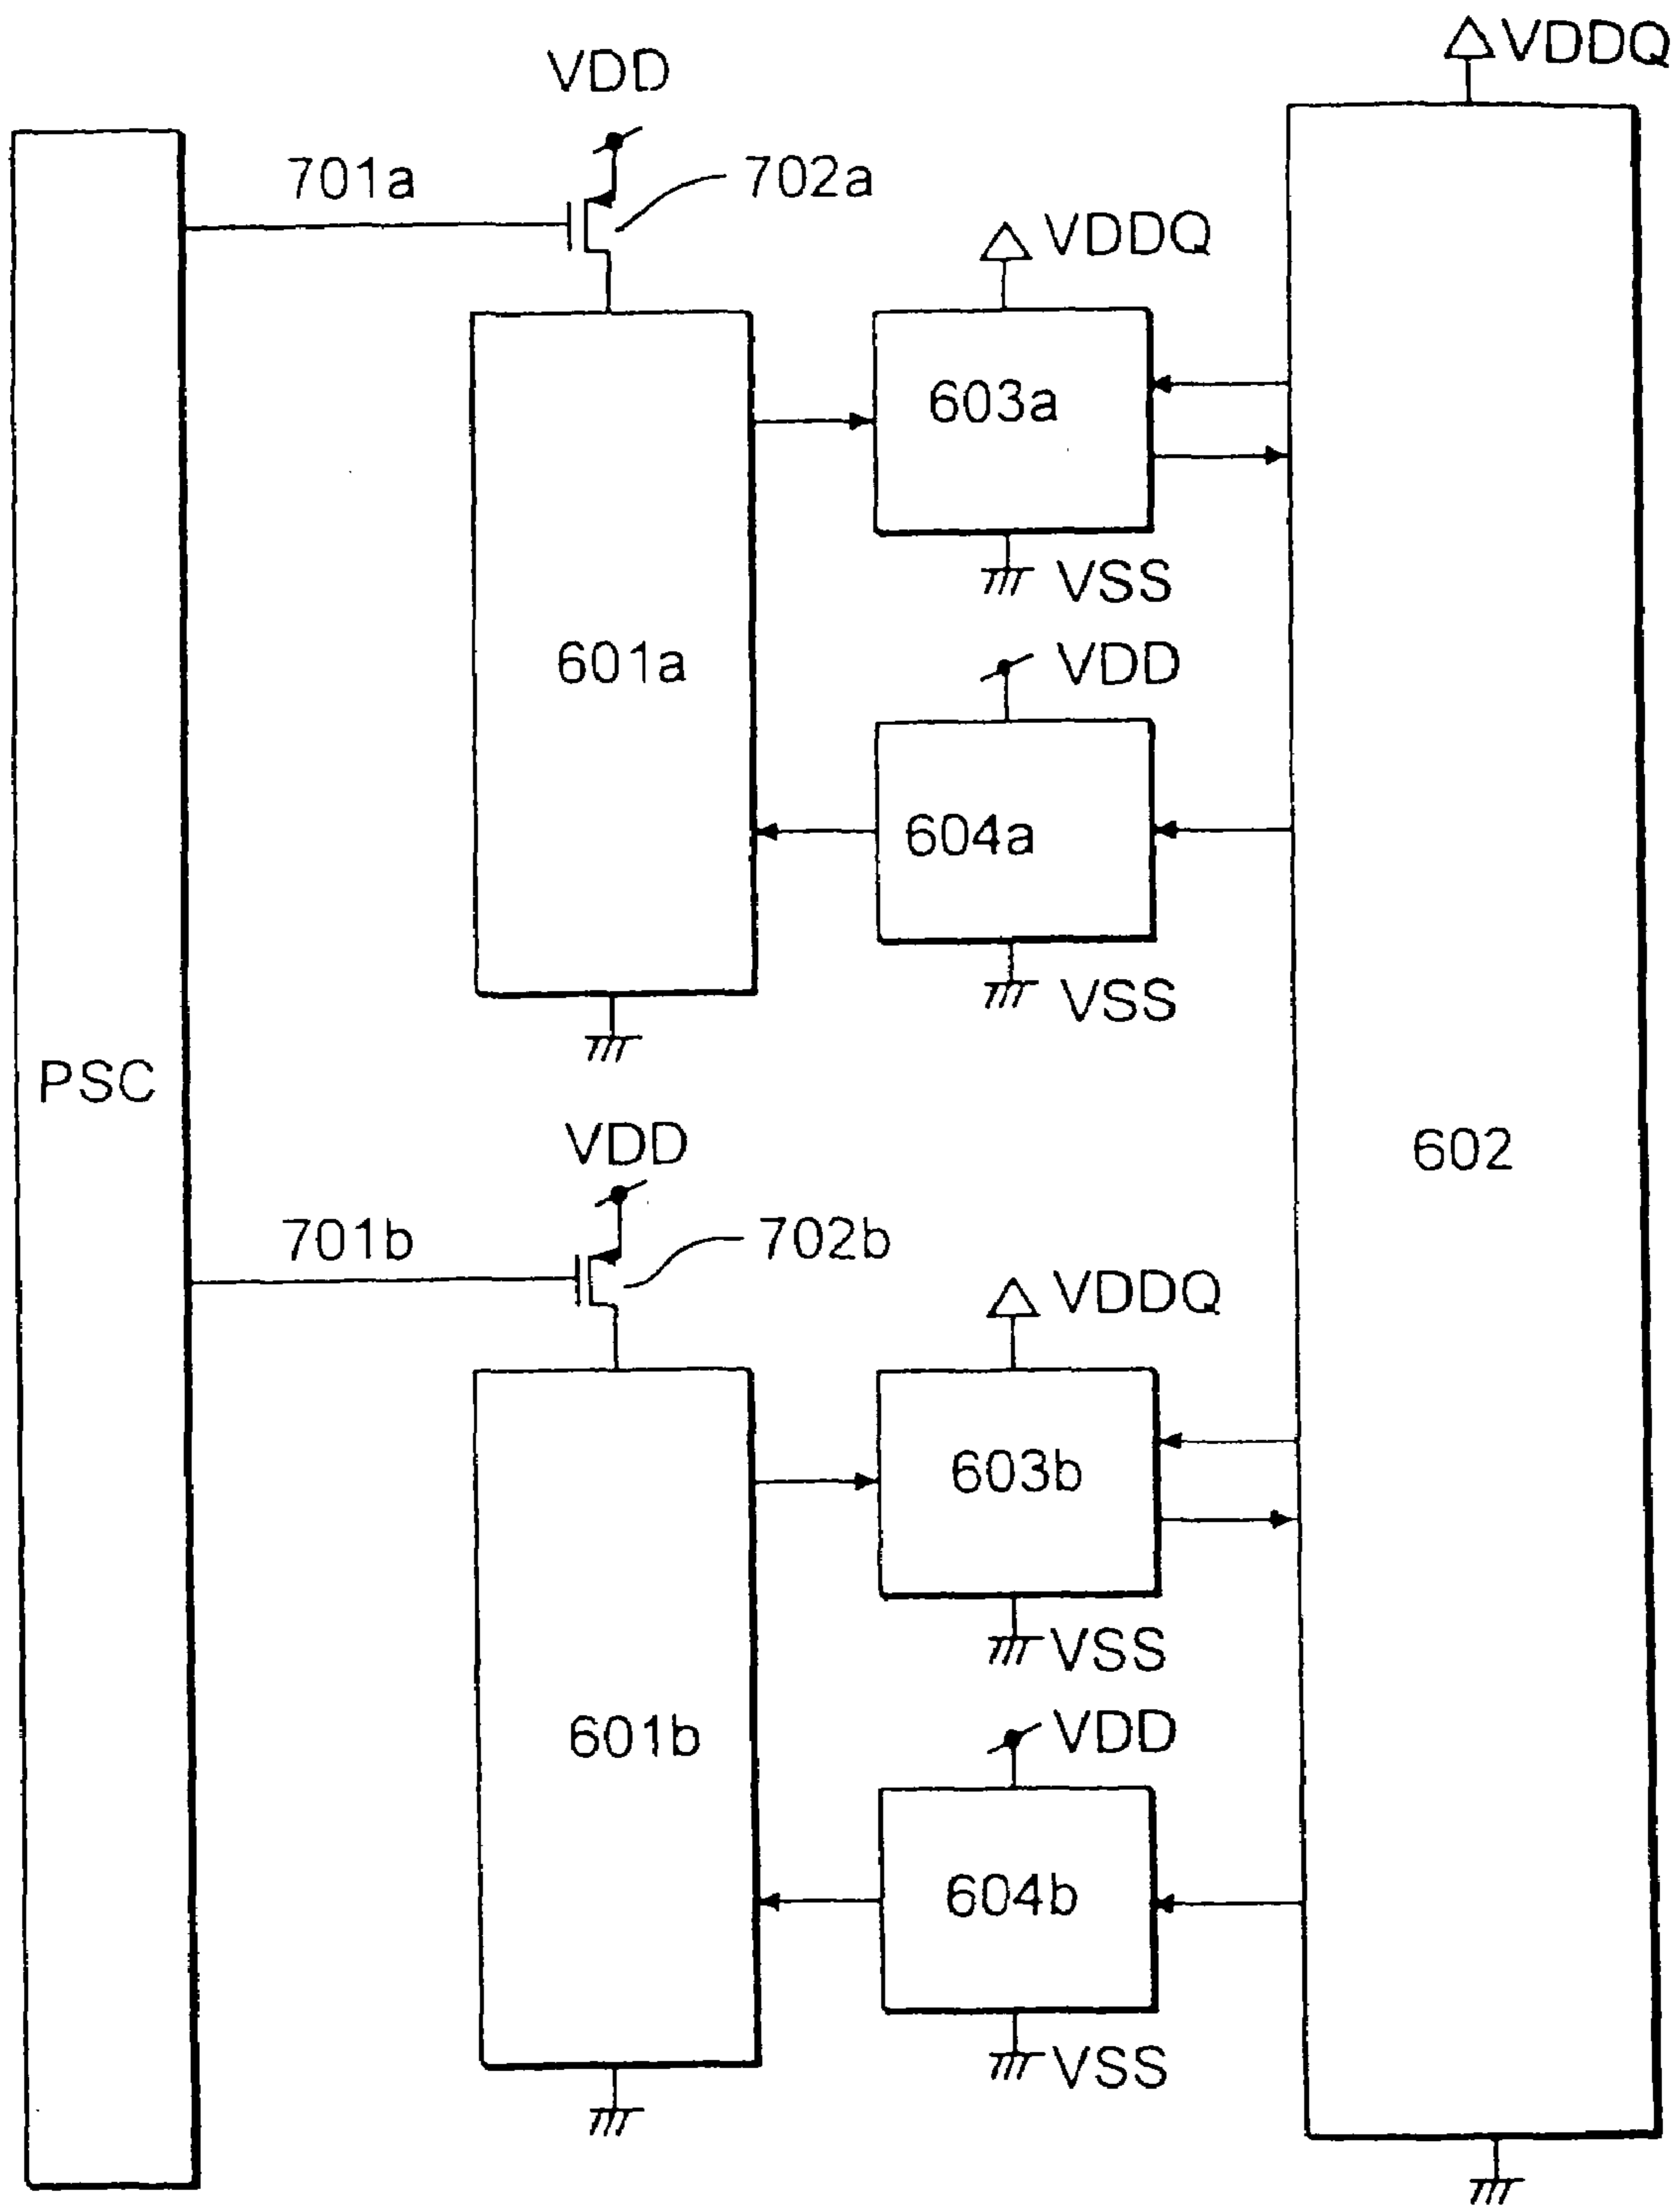 VDDQ
VDD
701a
702a
VDDQ
603a
VSS
601a
VDD
604a
VSS
PSC
VDD
602
701b
702b
VDDQ
603b
VSS
601b
VDD
604b
VSS